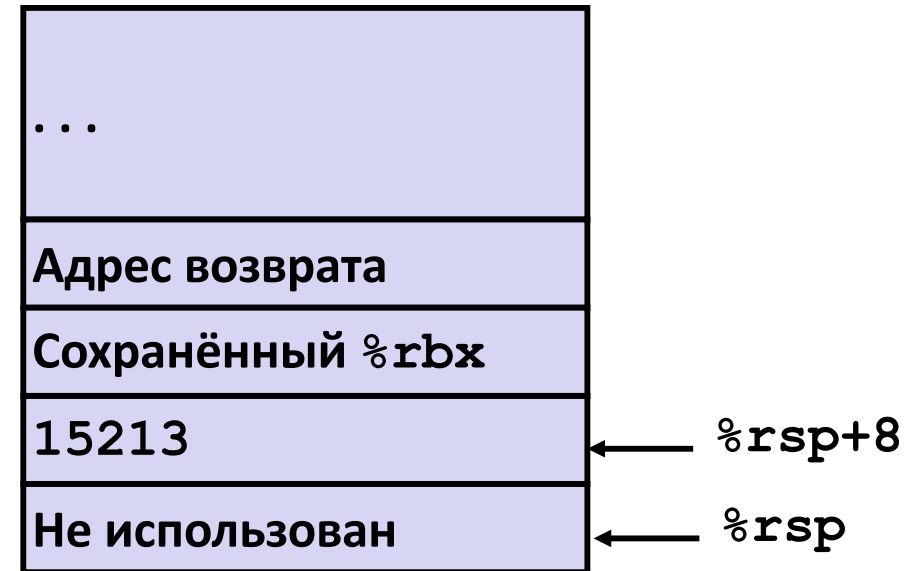 ...
Адрес возврата
Сохранённый %rbx
15213
%rsp+8
Не использован
%rsp